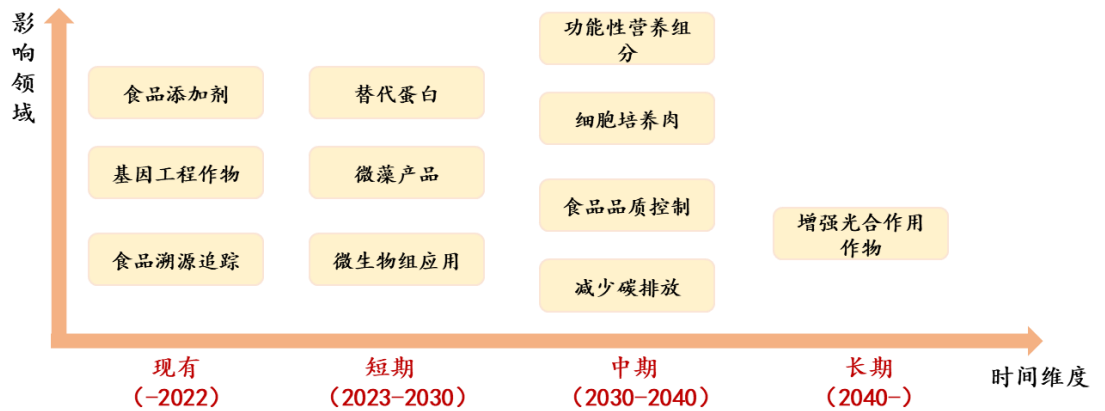 影响领域
功能性营养组
分
食品添加剂
替代蛋白
细胞培养肉
基因工程作物
微藻产品
食品品质控制
增强光合作用
作物
食品溯源追踪
微生物组应用
减少碳排放
现有
(-2022)
短期
(2023-2030)
中期
(2030-2040)
长期
(2040-)
时间维度